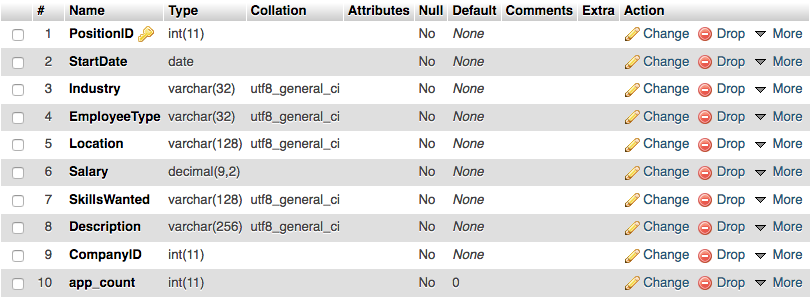 # Name Type Collation Attributes Null Default Comments Extra Action
1 PositionID int(11) No None Change Drop More
2 StartDate date No None Change Drop More
3 Industry varchar(32) utf8_general_ci No None Change Drop More
4 EmployeeType varchar(32) utf8_general_ci No None Change Drop More
5 Location varchar(128) utf8_general_ci No None Change Drop More
6 Salary decimal(9,2) No None Change Drop More
7 SkillsWanted varchar(128) utf8_general_ci No None Change Drop More
8 Description varchar(256) utf8_general_ci No None Change Drop More
9 CompanyID int(11) No None Change Drop More
10 app_count int(11) No 0 Change Drop More